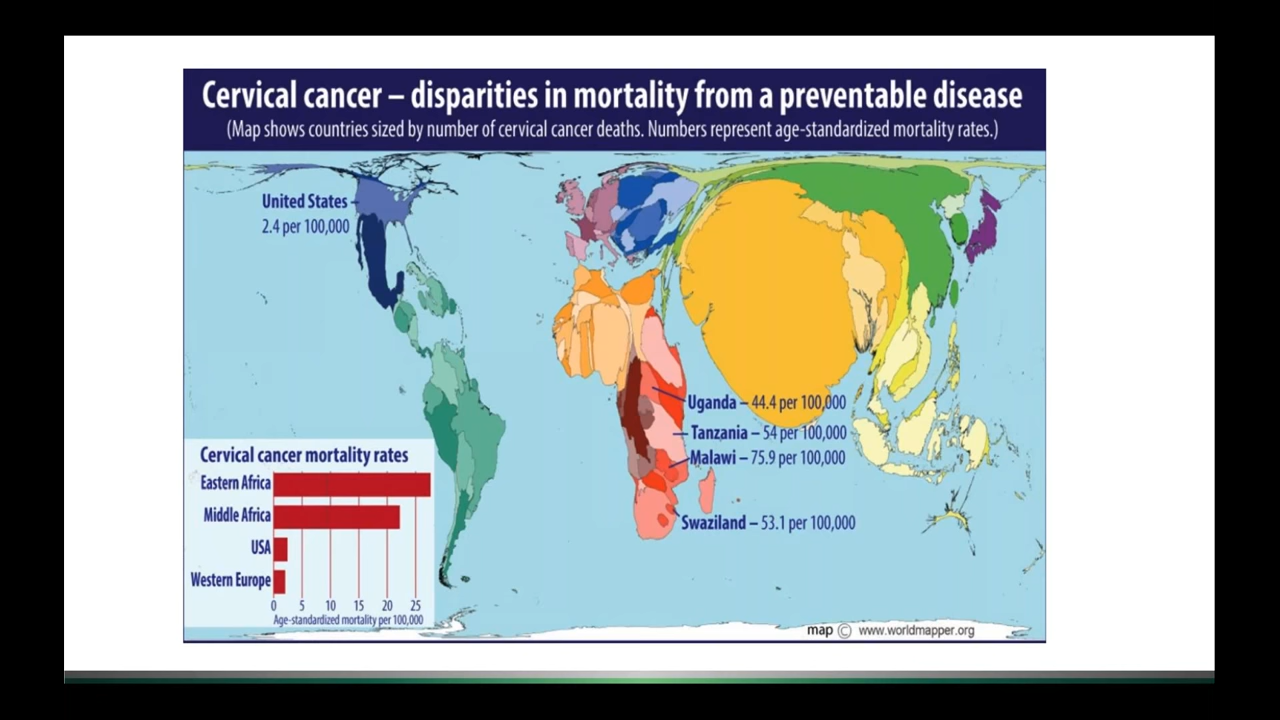 Cervical cancer – disparities in mortality from a preventable disease
(Map shows countries sized by number of cervical cancer deaths. Numbers represent age-standardized mortality rates.)
United States
2.4 per 100,000
Uganda – 44.4 per 100,000
Tanzania – 54 per 100,000
Malawi – 75.9 per 100,000
Swaziland – 53.1 per 100,000
Cervical cancer mortality rates
Eastern Africa
Middle Africa
USA
Western Europe
0 5 10 15 20 25
Age-standardized mortality per 100,000
map © www.worldmapper.org